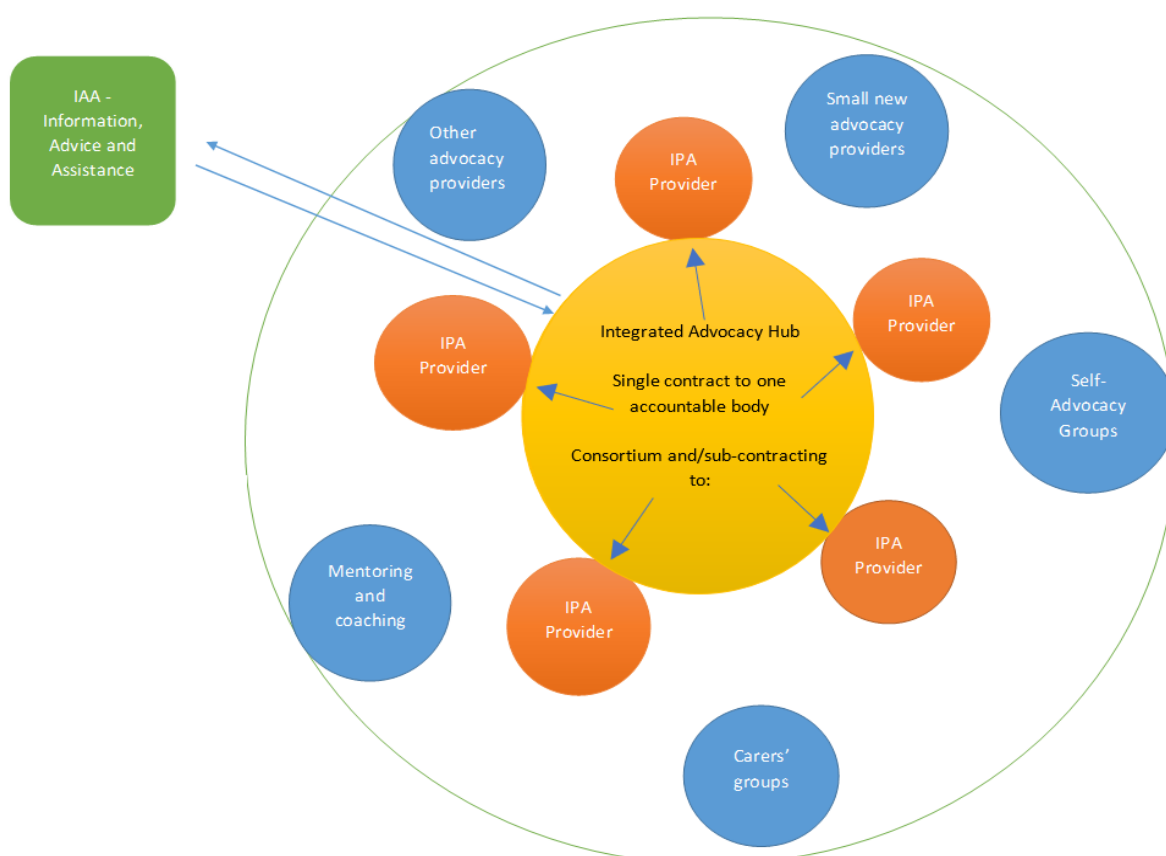 IAA -
Information,
Advice and
Assistance
Other
advocacy
providers
Small new
advocacy
providers
IPA
Provider
IPA
Provider
IPA
Provider
Integrated Advocacy Hub
Single contract to one
accountable body
Consortium and/sub-contracting
to:
Self-
Advocacy
Groups
IPA
Provider
IPA
Provider
Mentoring
and
coaching
Carers’
groups